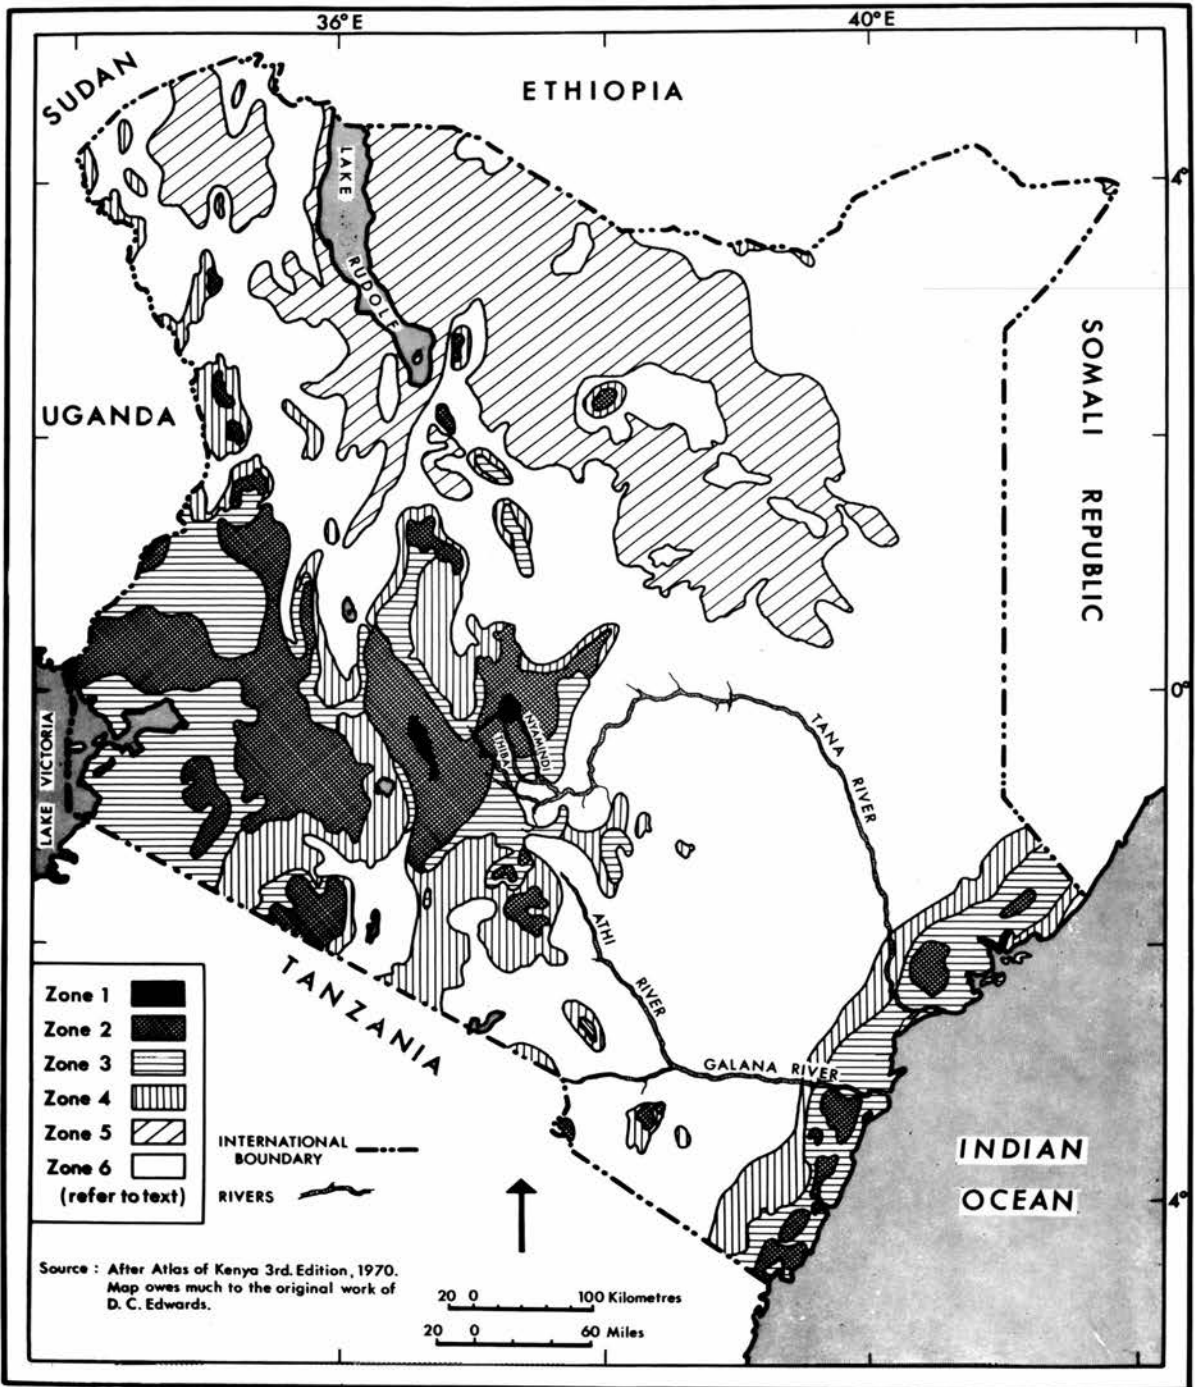 36°E
40°E
SUDAN
ETHIOPIA
LAKE
RUDOLF
4°
UGANDA
SOMALI REPUBLIC
0°
LAKE VICTORIA
THIBA
NYAMINDI
TANA RIVER
ATHI RIVER
TANZANIA
GALANA RIVER
INDIAN
OCEAN
4°
Zone 1
Zone 2
Zone 3
Zone 4
Zone 5
Zone 6
(refer to text)
INTERNATIONAL
BOUNDARY
RIVERS
Source : After Atlas of Kenya 3rd. Edition, 1970.
Map owes much to the original work of
D. C. Edwards.
20 0 100 Kilometres
20 0 60 Miles